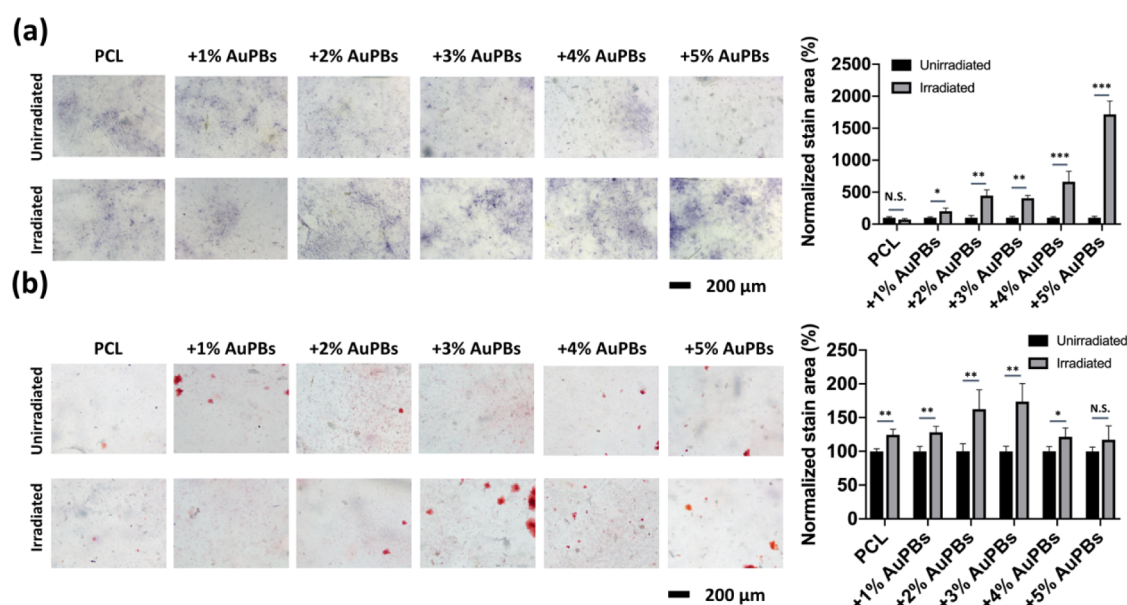 (a)
PCL +1% AuPBs +2% AuPBs +3% AuPBs +4% AuPBs +5% AuPBs
Unirradiated
Irradiated
200 μm
Normalized stain area (%)
2500
2000
1500
1000
500
0
Unirradiated
Irradiated
N.S. * ** ** *** ***
PCL
+1% AuPBs
+2% AuPBs
+3% AuPBs
+4% AuPBs
+5% AuPBs
(b)
PCL +1% AuPBs +2% AuPBs +3% AuPBs +4% AuPBs +5% AuPBs
Unirradiated
Irradiated
200 μm
Normalized stain area (%)
250
200
150
100
50
0
Unirradiated
Irradiated
** ** ** ** * N.S.
PCL
+1% AuPBs
+2% AuPBs
+3% AuPBs
+4% AuPBs
+5% AuPBs